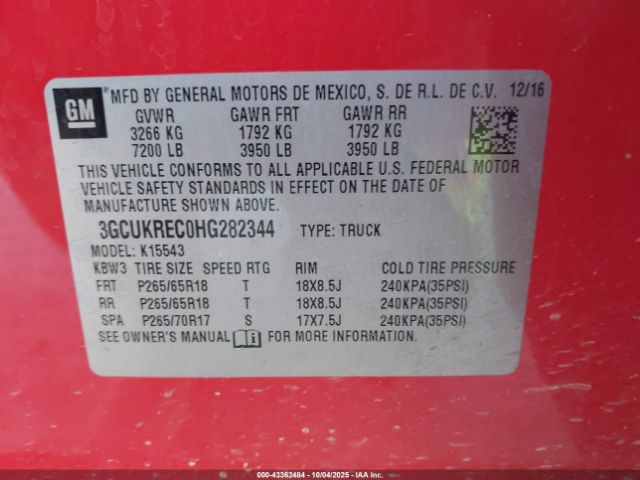 GM
MFD BY GENERAL MOTORS DE MEXICO, S. DE R.L. DE C.V. 12/16
GVWR GAWR FRT GAWR RR
3266 KG 1792 KG 1792 KG
7200 LB 3950 LB 3950 LB
THIS VEHICLE CONFORMS TO ALL APPLICABLE U.S. FEDERAL MOTOR
VEHICLE SAFETY STANDARDS IN EFFECT ON THE DATE OF
MANUFACTURE SHOWN ABOVE.
3GCUKREC0HG282344 TYPE: TRUCK
MODEL: K15543
KBW3 TIRE SIZE SPEED RTG RIM COLD TIRE PRESSURE
FRT P265/65R18 T 18X8.5J 240KPA(35PSI)
RR P265/65R18 T 18X8.5J 240KPA(35PSI)
SPA P265/70R17 S 17X7.5J 240KPA(35PSI)
SEE OWNER'S MANUAL FOR MORE INFORMATION.
000-43362484 - 10/04/2025 - IAA, Inc.